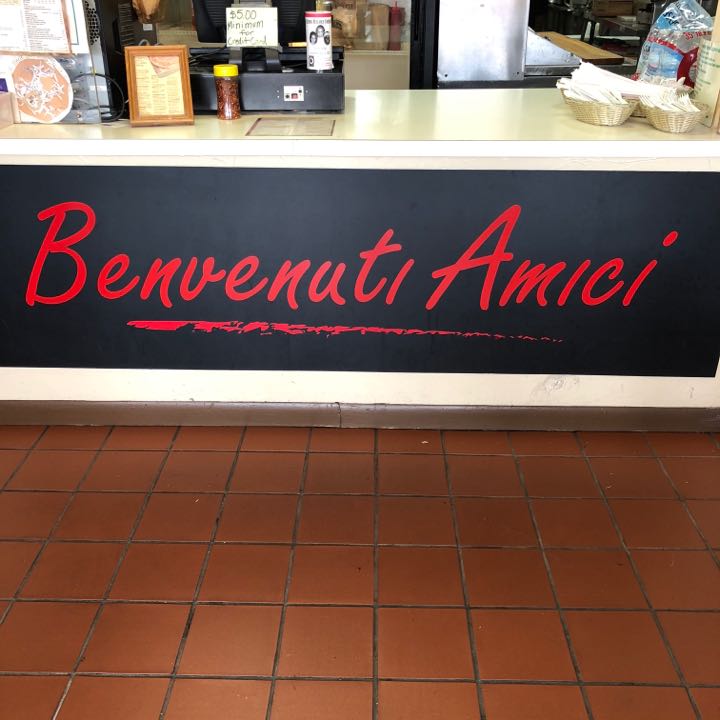 $5.00
Minimum
for
Credit Card
Benvenuti Amici